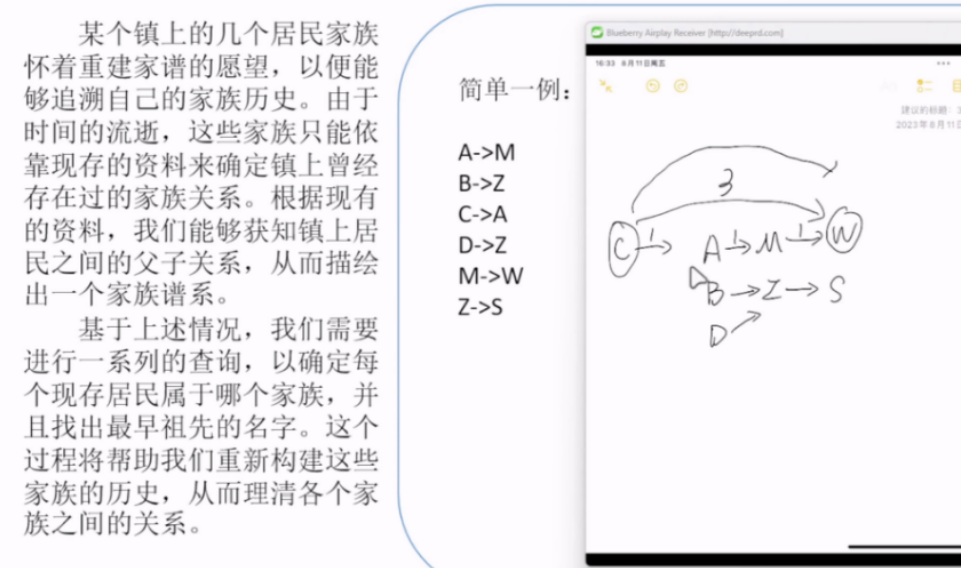 某个镇上的几个居民家族
怀着重建家谱的愿望，以便能
够追溯自己的家族历史。由于
时间的流逝，这些家族只能依
靠现存的资料来确定镇上曾经
存在过的家族关系。根据现有
的资料，我们能够获知镇上居
民之间的父子关系，从而描绘
出一个家族谱系。
基于上述情况，我们需要
进行一系列的查询，以确定每
个现存居民属于哪个家族，并
且找出最早祖先的名字。这个
过程将帮助我们重新构建这些
家族的历史，从而理清各个家
族之间的关系。
简单一例：
A->M
B->Z
C->A
D->Z
M->W
Z->S
Blueberry Airplay Receiver [http://deeprd.com]
16:33 8月11日周五
建议的标题：3
2023年8月11日
3
C 1→ A 1→ M 1→ W
B → Z → S
D